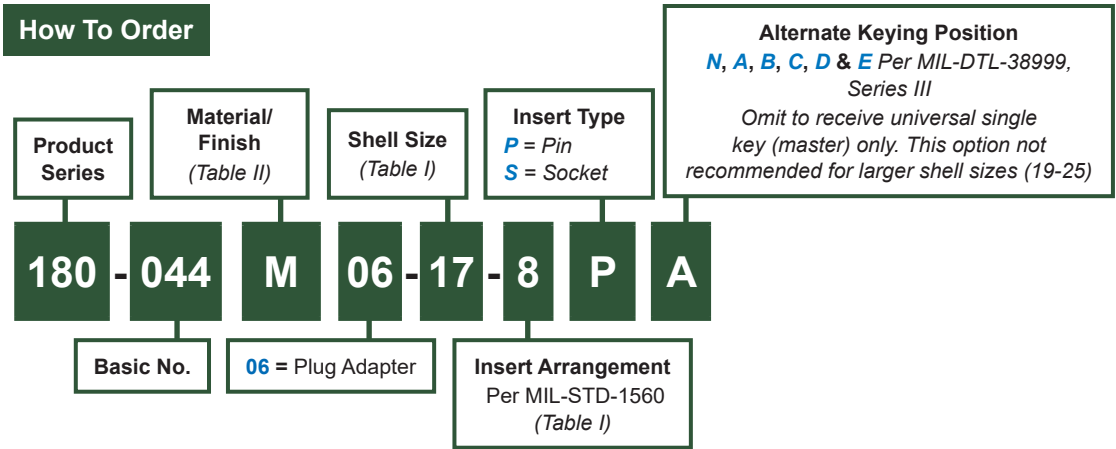 How To Order
Alternate Keying Position
N, A, B, C, D & E Per MIL-DTL-38999,
Series III
Omit to receive universal single
key (master) only. This option not
recommended for larger shell sizes (19-25)
Product
Series
Material/
Finish
(Table II)
Shell Size
(Table I)
Insert Type
P = Pin
S = Socket
180 - 044 M 06 - 17 - 8 P A
Basic No.
06 = Plug Adapter
Insert Arrangement
Per MIL-STD-1560
(Table I)